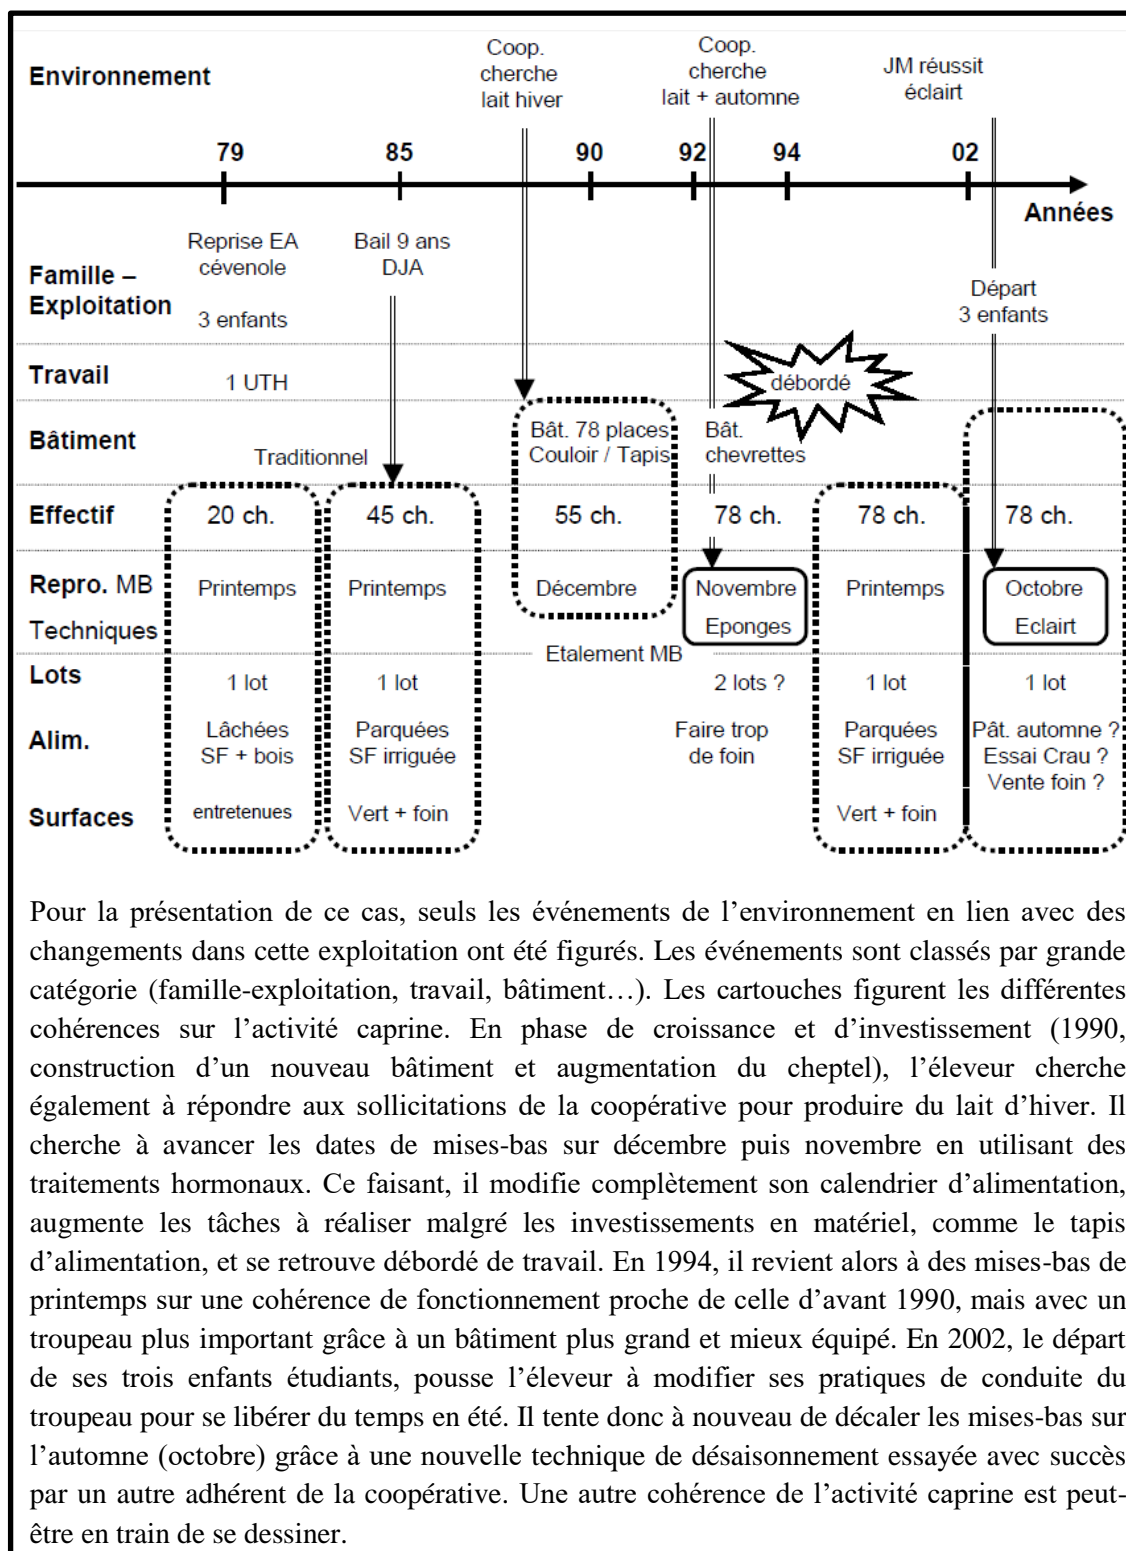 Coop.
cherche
lait hiver
Coop.
cherche
lait + automne
JM réussit
éclairt
Environnement
79
85
90
92
94
02
Années
Famille –
Exploitation
Reprise EA
cévenole
3 enfants
Bail 9 ans
DJA
Départ
3 enfants
Travail
1 UTH
débordé
Bâtiment
Traditionnel
Bât. 78 places
Couloir / Tapis
Bât.
chevrettes
Effectif
20 ch.
45 ch.
55 ch.
78 ch.
78 ch.
78 ch.
Repro. MB
Techniques
Printemps
Printemps
Décembre
Novembre
Eponges
Printemps
Octobre
Eclairt
Etalement MB
Lots
1 lot
1 lot
2 lots ?
1 lot
1 lot
Alim.
Lâchées
SF + bois
Parquées
SF irriguée
Faire trop
de foin
Parquées
SF irriguée
Pât. automne ?
Essai Crau ?
Vente foin ?
Surfaces
entretenues
Vert + foin
Vert + foin
Pour la présentation de ce cas, seuls les événements de l’environnement en lien avec des
changements dans cette exploitation ont été figurés. Les événements sont classés par grande
catégorie (famille-exploitation, travail, bâtiment…). Les cartouches figurent les différentes
cohérences sur l’activité caprine. En phase de croissance et d’investissement (1990,
construction d’un nouveau bâtiment et augmentation du cheptel), l’éleveur cherche
également à répondre aux sollicitations de la coopérative pour produire du lait d’hiver. Il
cherche à avancer les dates de mises-bas sur décembre puis novembre en utilisant des
traitements hormonaux. Ce faisant, il modifie complètement son calendrier d’alimentation,
augmente les tâches à réaliser malgré les investissements en matériel, comme le tapis
d’alimentation, et se retrouve débordé de travail. En 1994, il revient alors à des mises-bas de
printemps sur une cohérence de fonctionnement proche de celle d’avant 1990, mais avec un
troupeau plus important grâce à un bâtiment plus grand et mieux équipé. En 2002, le départ
de ses trois enfants étudiants, pousse l’éleveur à modifier ses pratiques de conduite du
troupeau pour se libérer du temps en été. Il tente donc à nouveau de décaler les mises-bas sur
l’automne (octobre) grâce à une nouvelle technique de désaisonnement essayée avec succès
par un autre adhérent de la coopérative. Une autre cohérence de l’activité caprine est peut-
être en train de se dessiner.